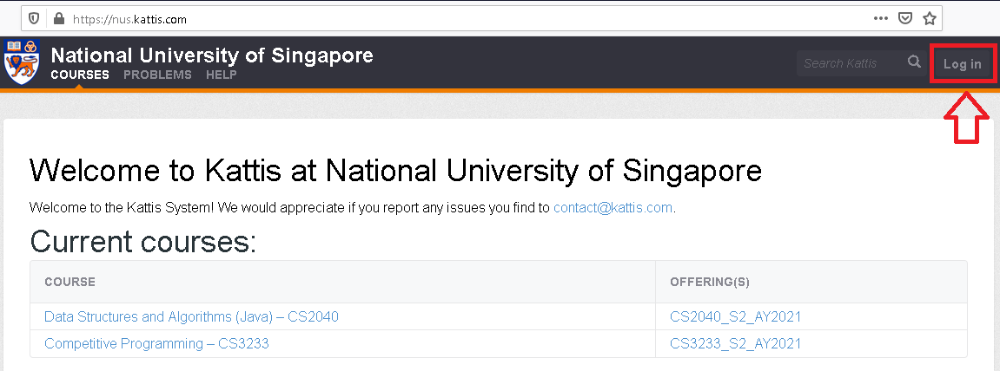 https://nus.kattis.com
National University of Singapore
COURSES PROBLEMS HELP
Search Kattis
Log in
Welcome to Kattis at National University of Singapore
Welcome to the Kattis System! We would appreciate if you report any issues you find to contact@kattis.com.
Current courses:
COURSE OFFERING(S)
Data Structures and Algorithms (Java) – CS2040 CS2040_S2_AY2021
Competitive Programming – CS3233 CS3233_S2_AY2021